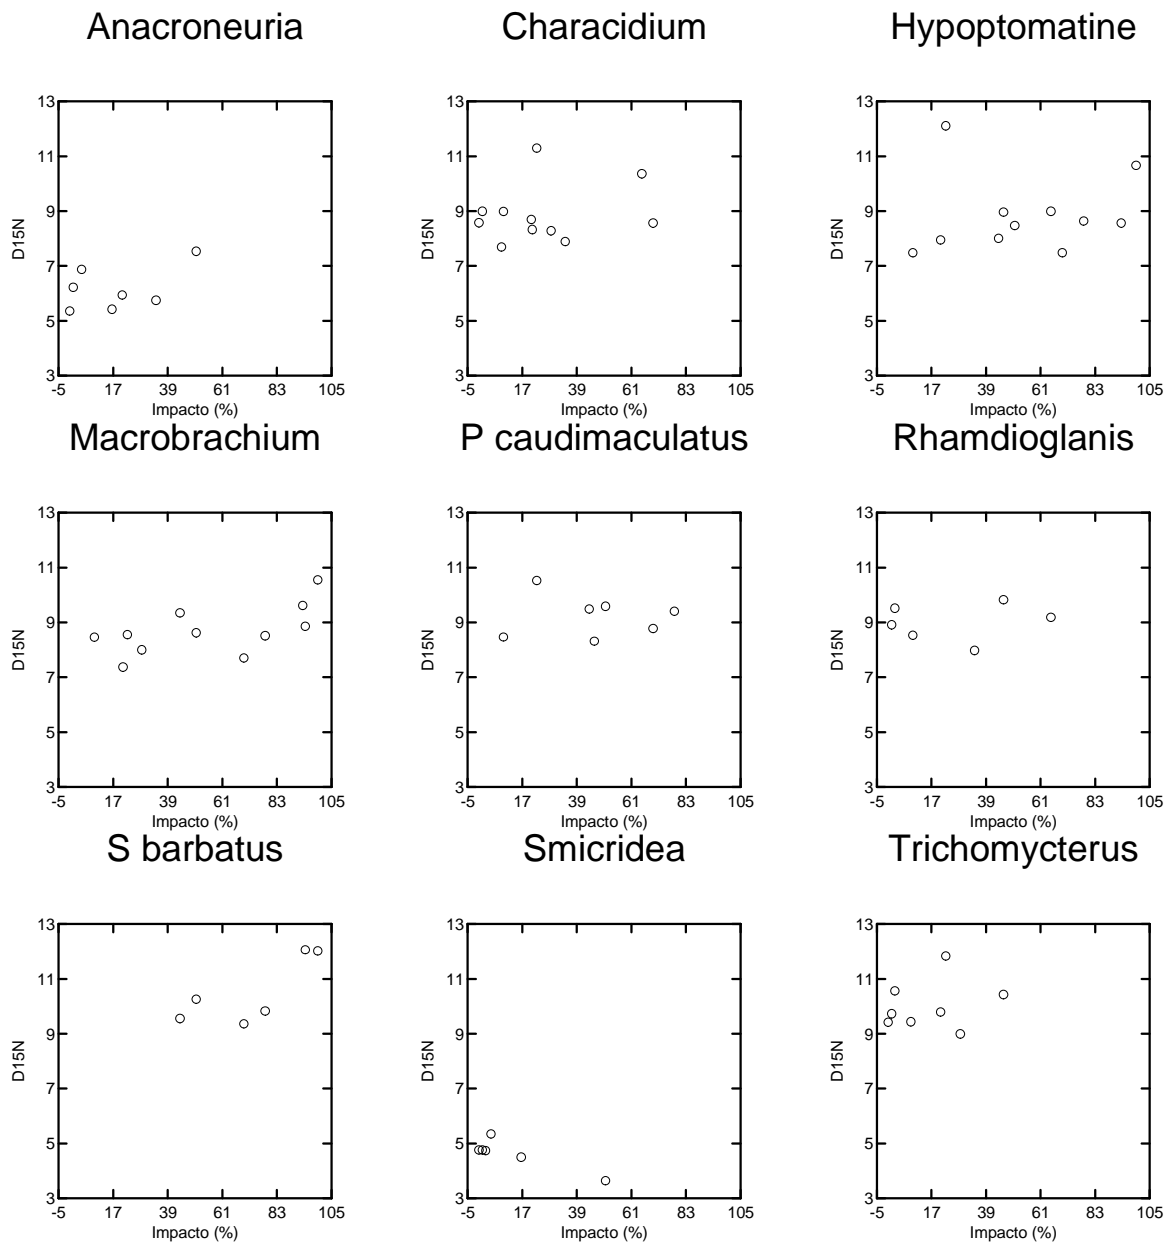 Anacroneuria
Characidium
Hypoptomatine
13
11
9
7
5
3
D15N
-5 17 39 61 83 105
Impacto (%)
13
11
9
7
5
3
D15N
-5 17 39 61 83 105
Impacto (%)
13
11
9
7
5
3
D15N
-5 17 39 61 83 105
Impacto (%)
Macrobrachium
P caudimaculatus
Rhamdioglanis
13
11
9
7
5
3
D15N
-5 17 39 61 83 105
Impacto (%)
13
11
9
7
5
3
D15N
-5 17 39 61 83 105
Impacto (%)
13
11
9
7
5
3
D15N
-5 17 39 61 83 105
Impacto (%)
S barbatus
Smicridea
Trichomycterus
13
11
9
7
5
3
D15N
-5 17 39 61 83 105
Impacto (%)
13
11
9
7
5
3
D15N
-5 17 39 61 83 105
Impacto (%)
13
11
9
7
5
3
D15N
-5 17 39 61 83 105
Impacto (%)